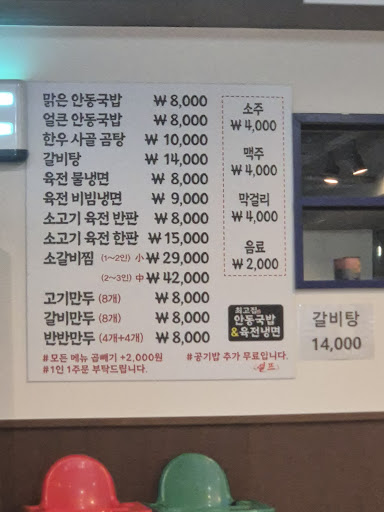 맑은 안동국밥 ₩ 8,000
얼큰 안동국밥 ₩ 8,000
한우 사골 곰탕 ₩ 10,000
갈비탕 ₩ 14,000
육전 물냉면 ₩ 8,000
육전 비빔냉면 ₩ 9,000
소고기 육전 반판 ₩ 8,000
소고기 육전 한판 ₩ 15,000
소갈비찜 (1~2인) 小 ₩ 29,000
(2~3인) 中 ₩ 42,000
고기만두 (8개) ₩ 8,000
갈비만두 (8개) ₩ 8,000
반반만두 (4개+4개) ₩ 8,000
#모든 메뉴 곱빼기 +2,000원 #공기밥 추가 무료입니다.
#1인 1주문 부탁드립니다.
소주
₩ 4,000
맥주
₩ 4,000
막걸리
₩ 4,000
음료
₩ 2,000
최고집의
안동국밥
&육전냉면
갈비탕
14,000